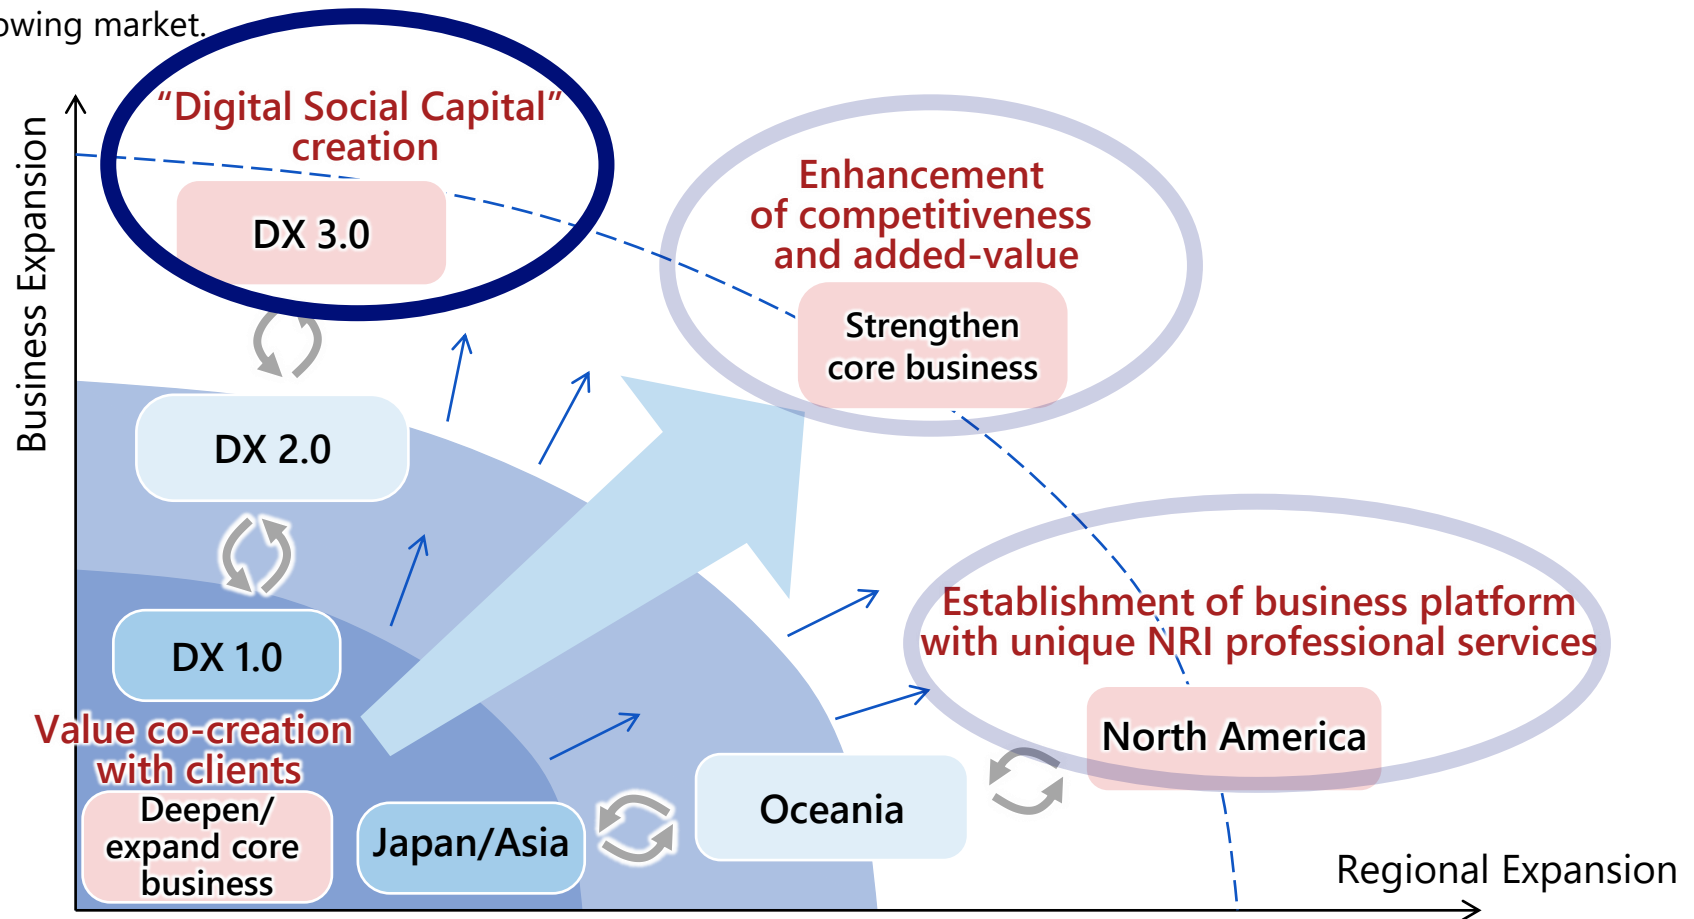 market.
Business Expansion
“Digital Social Capital”
creation
DX 3.0
Enhancement
of competitiveness
and added-value
Strengthen
core business
DX 2.0
DX 1.0
Establishment of business platform
with unique NRI professional services
North America
Value co-creation
with clients
Deepen/
expand core
business
Japan/Asia
Oceania
Regional Expansion